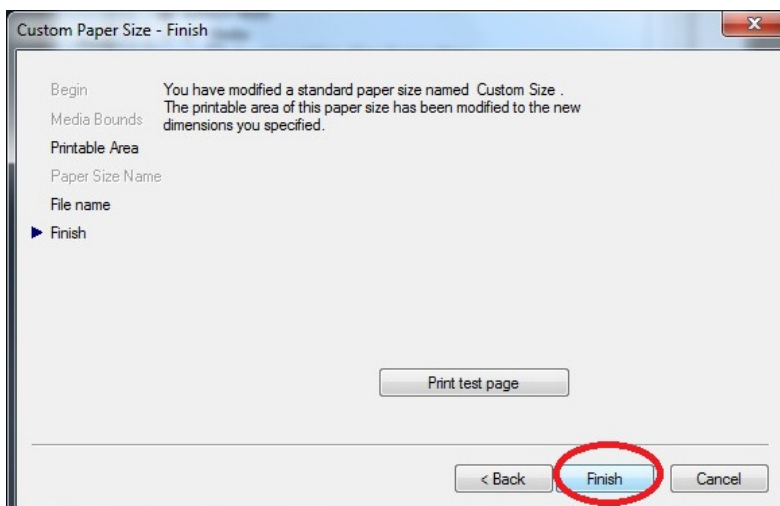 Custom Paper Size - Finish
Begin
Media Bounds
Printable Area
Paper Size Name
File name
Finish
You have modified a standard paper size named Custom Size .
The printable area of this paper size has been modified to the new
dimensions you specified.
Print test page
< Back
Finish
Cancel